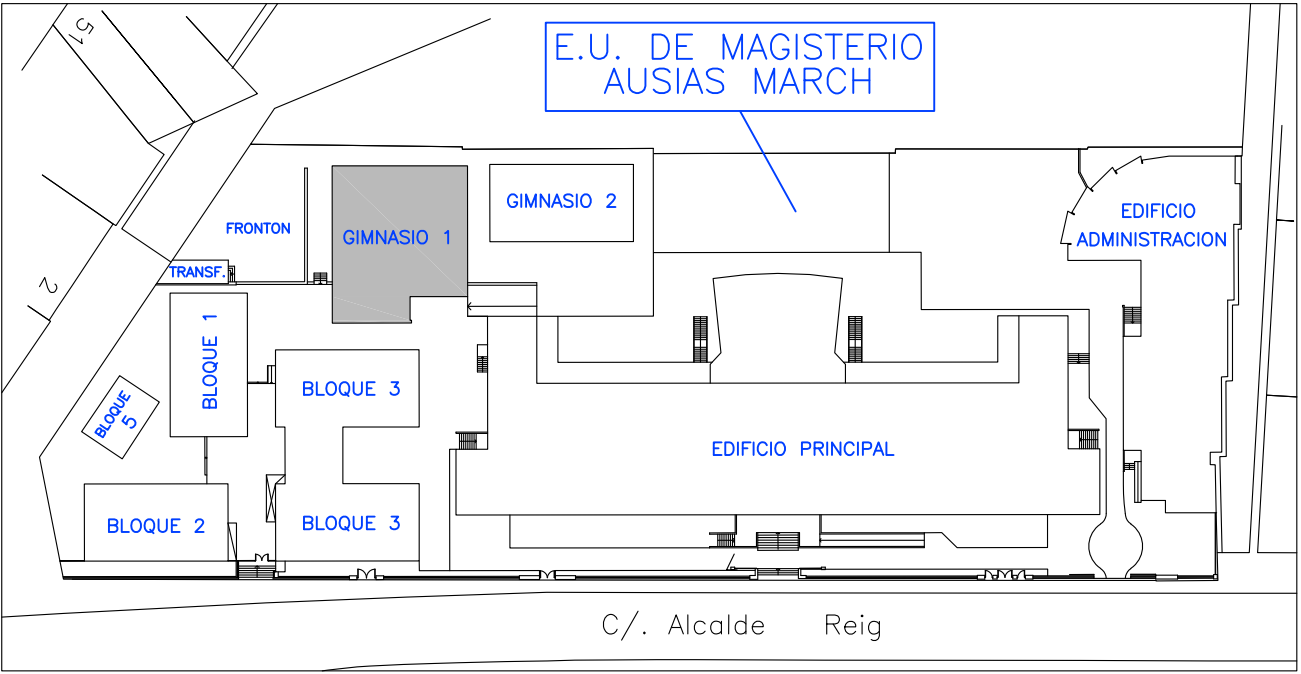 51
E.U. DE MAGISTERIO
AUSIAS MARCH
GIMNASIO 2
EDIFICIO
ADMINISTRACION
FRONTON
GIMNASIO 1
TRANSF.
21
BLOQUE 1
BLOQUE 3
BLOQUE
5
EDIFICIO PRINCIPAL
BLOQUE 2
BLOQUE 3
C/. Alcalde Reig